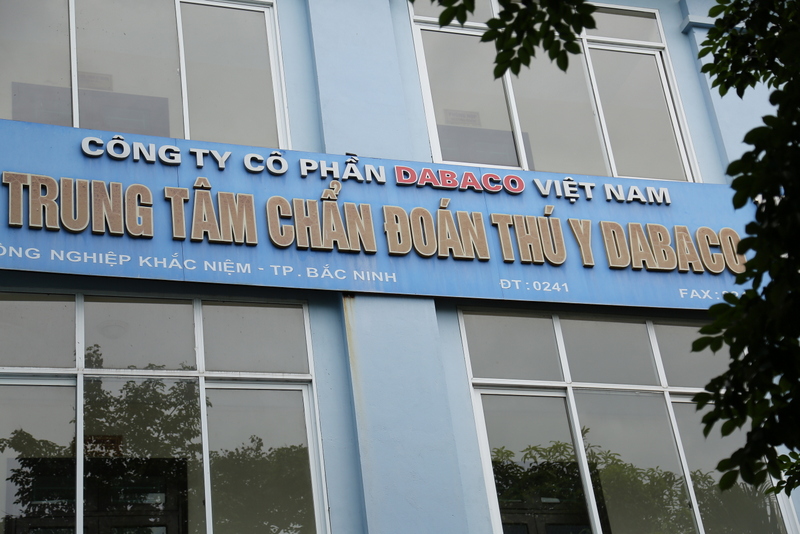 CÔNG TY CÔ PHẦN DABACO VIỆT NAM
TRUNG TÂM CHẨN ĐOÁN THÚ Y DABACO
NGHIỆP KHẮC NIỆM - TP. BẮC NINH ĐT : 0241 FAX :